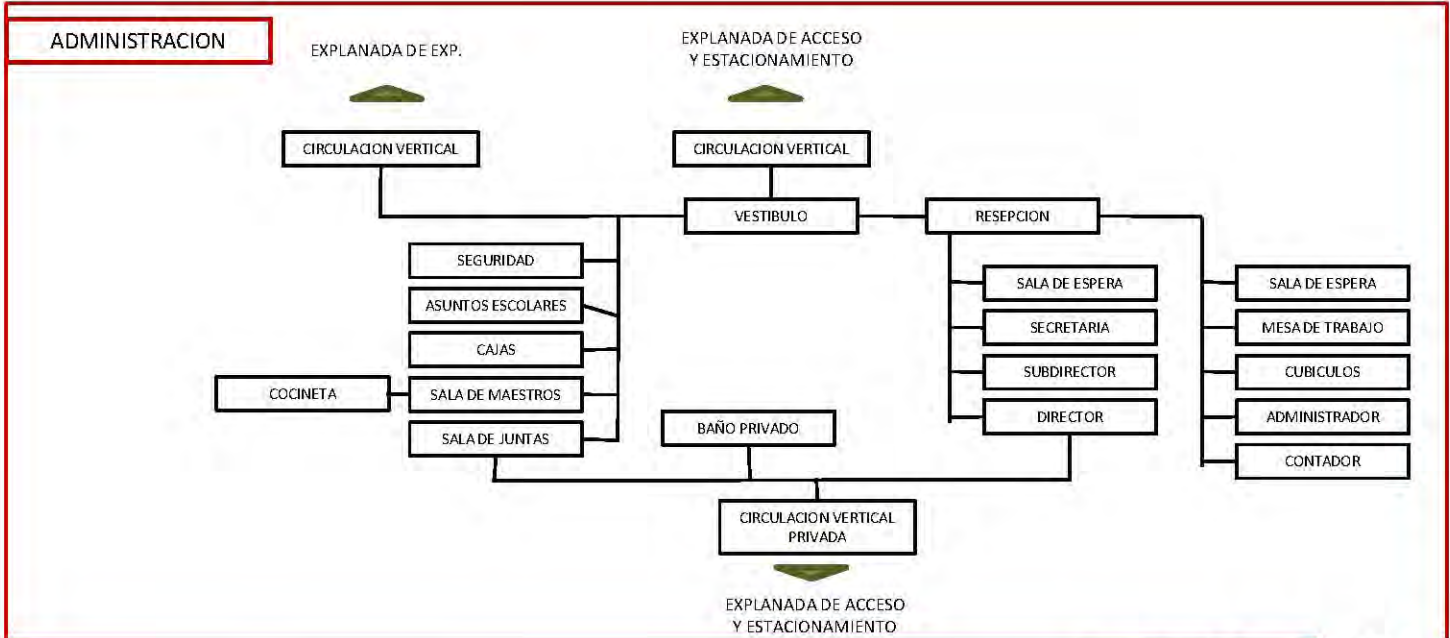 ADMINISTRACION
EXPLANADA DE EXP.
EXPLANADA DE ACCESO
Y ESTACIONAMIENTO
CIRCULACION VERTICAL
CIRCULACION VERTICAL
VESTIBULO
RESEPCION
SEGURIDAD
ASUNTOS ESCOLARES
CAJAS
COCINETA
SALA DE MAESTROS
SALA DE JUNTAS
SALA DE ESPERA
SECRETARIA
SUBDIRECTOR
DIRECTOR
SALA DE ESPERA
MESA DE TRABAJO
CUBICULOS
ADMINISTRADOR
CONTADOR
BAÑO PRIVADO
CIRCULACION VERTICAL
PRIVADA
EXPLANADA DE ACCESO
Y ESTACIONAMIENTO